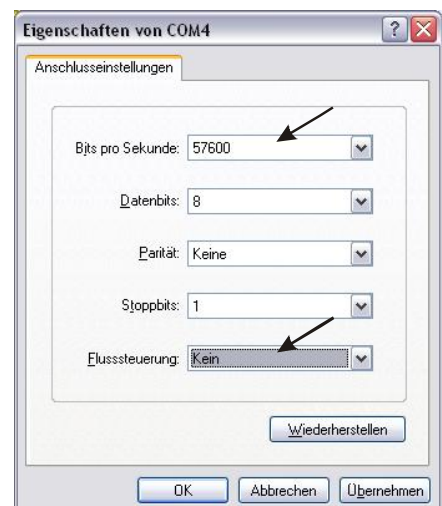 Eigenschaften von COM4
Anschlusseinstellungen
Bits pro Sekunde: 57600
Datenbits: 8
Parität: Keine
Stoppbits: 1
Flusssteuerung: Kein
Wiederherstellen
OK Abbrechen Übernehmen